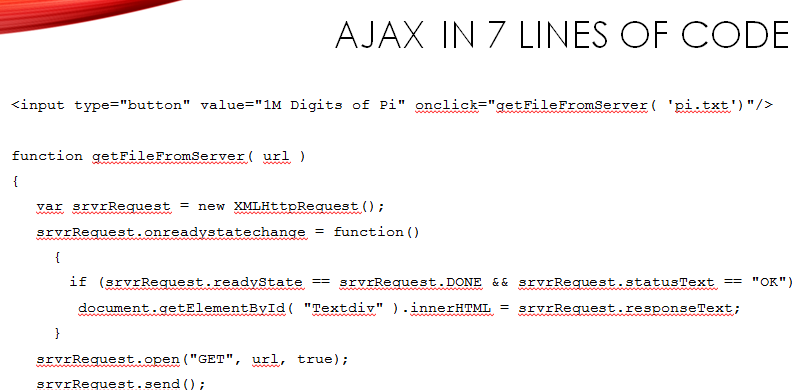 AJAX IN 7 LINES OF CODE
<input type="button" value="1M Digits of Pi" onclick="getFileFromServer( 'pi.txt')"/>
function getFileFromServer( url )
{
var srvrRequest = new XMLHttpRequest();
srvrRequest.onreadystatechange = function()
{
if (srvrRequest.readyState == srvrRequest.DONE && srvrRequest.statusText == "OK")
document.getElementById( "Textdiv" ).innerHTML = srvrRequest.responseText;
}
srvrRequest.open("GET", url, true);
srvrRequest.send();